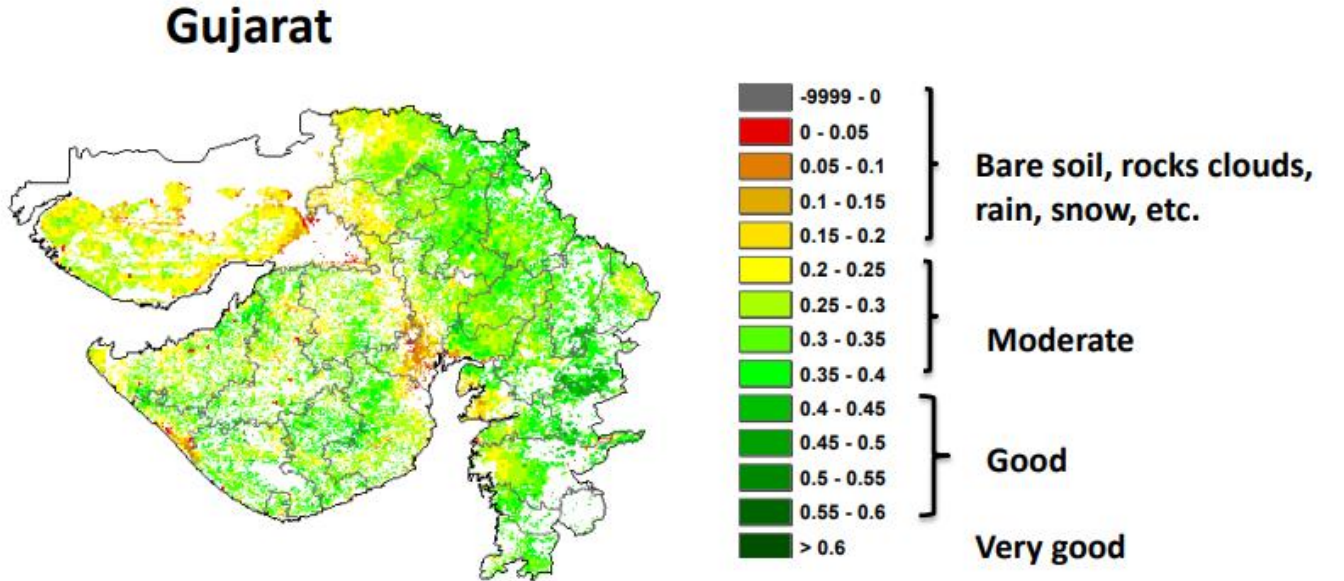 Gujarat
-9999 - 0
0 - 0.05
0.05 - 0.1
0.1 - 0.15
0.15 - 0.2
Bare soil, rocks clouds,
rain, snow, etc.
0.2 - 0.25
0.25 - 0.3
0.3 - 0.35
0.35 - 0.4
Moderate
0.4 - 0.45
0.45 - 0.5
0.5 - 0.55
0.55 - 0.6
Good
> 0.6
Very good